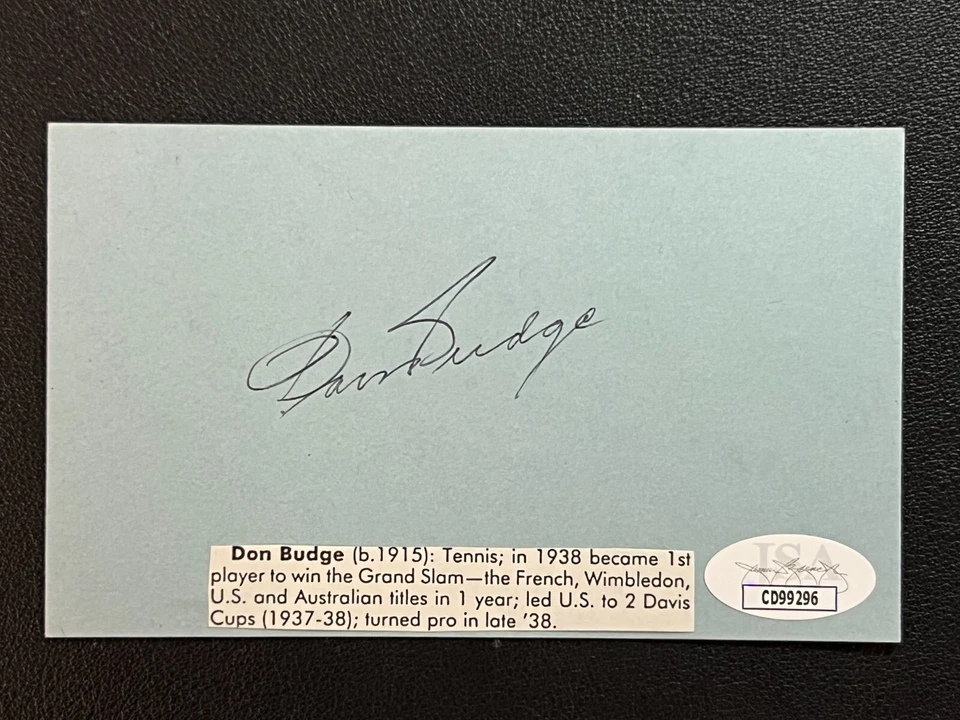 Don Budge
Don Budge (b.1915): Tennis; in 1938 became 1st
player to win the Grand Slam—the French, Wimbledon,
U.S. and Australian titles in 1 year; led U.S. to 2 Davis
Cups (1937-38); turned pro in late '38.
JSA
CD99296